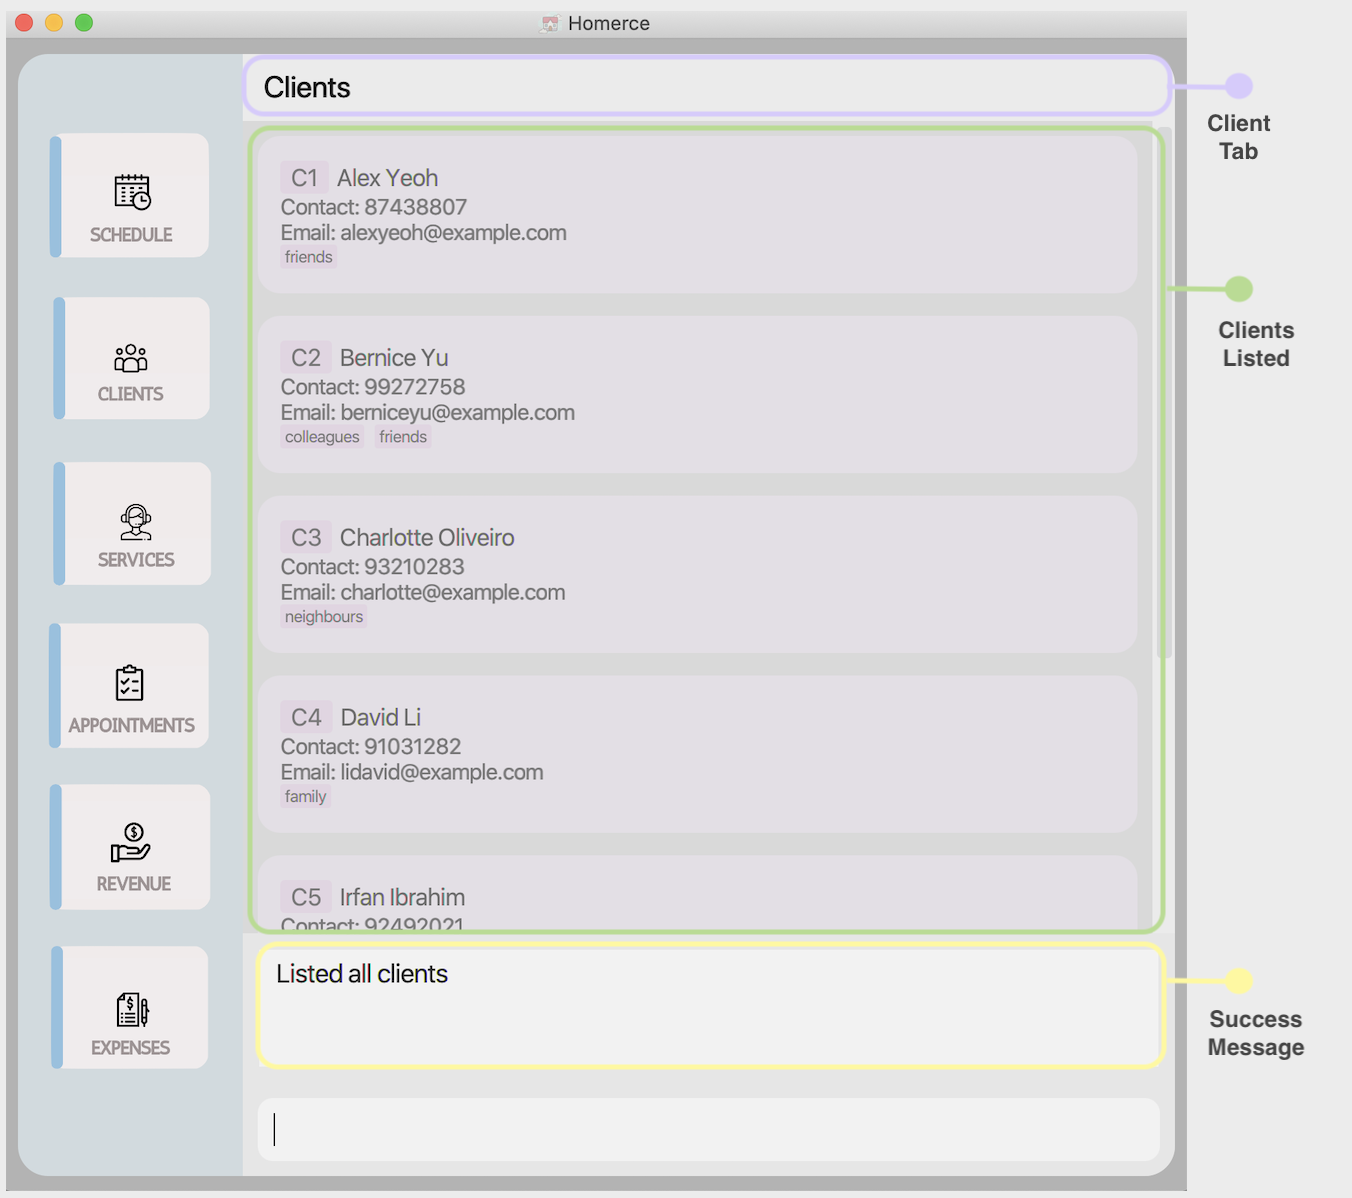 Homerce
Clients
Client
Tab
SCHEDULE
CLIENTS
SERVICES
APPOINTMENTS
REVENUE
EXPENSES
C1 Alex Yeoh
Contact: 87438807
Email: alexyeoh@example.com
friends
C2 Bernice Yu
Contact: 99272758
Email: berniceyu@example.com
colleagues friends
C3 Charlotte Oliveiro
Contact: 93210283
Email: charlotte@example.com
neighbours
C4 David Li
Contact: 91031282
Email: lidavid@example.com
family
C5 Irfan Ibrahim
Contact: 92492021
Clients
Listed
Listed all clients
Success
Message